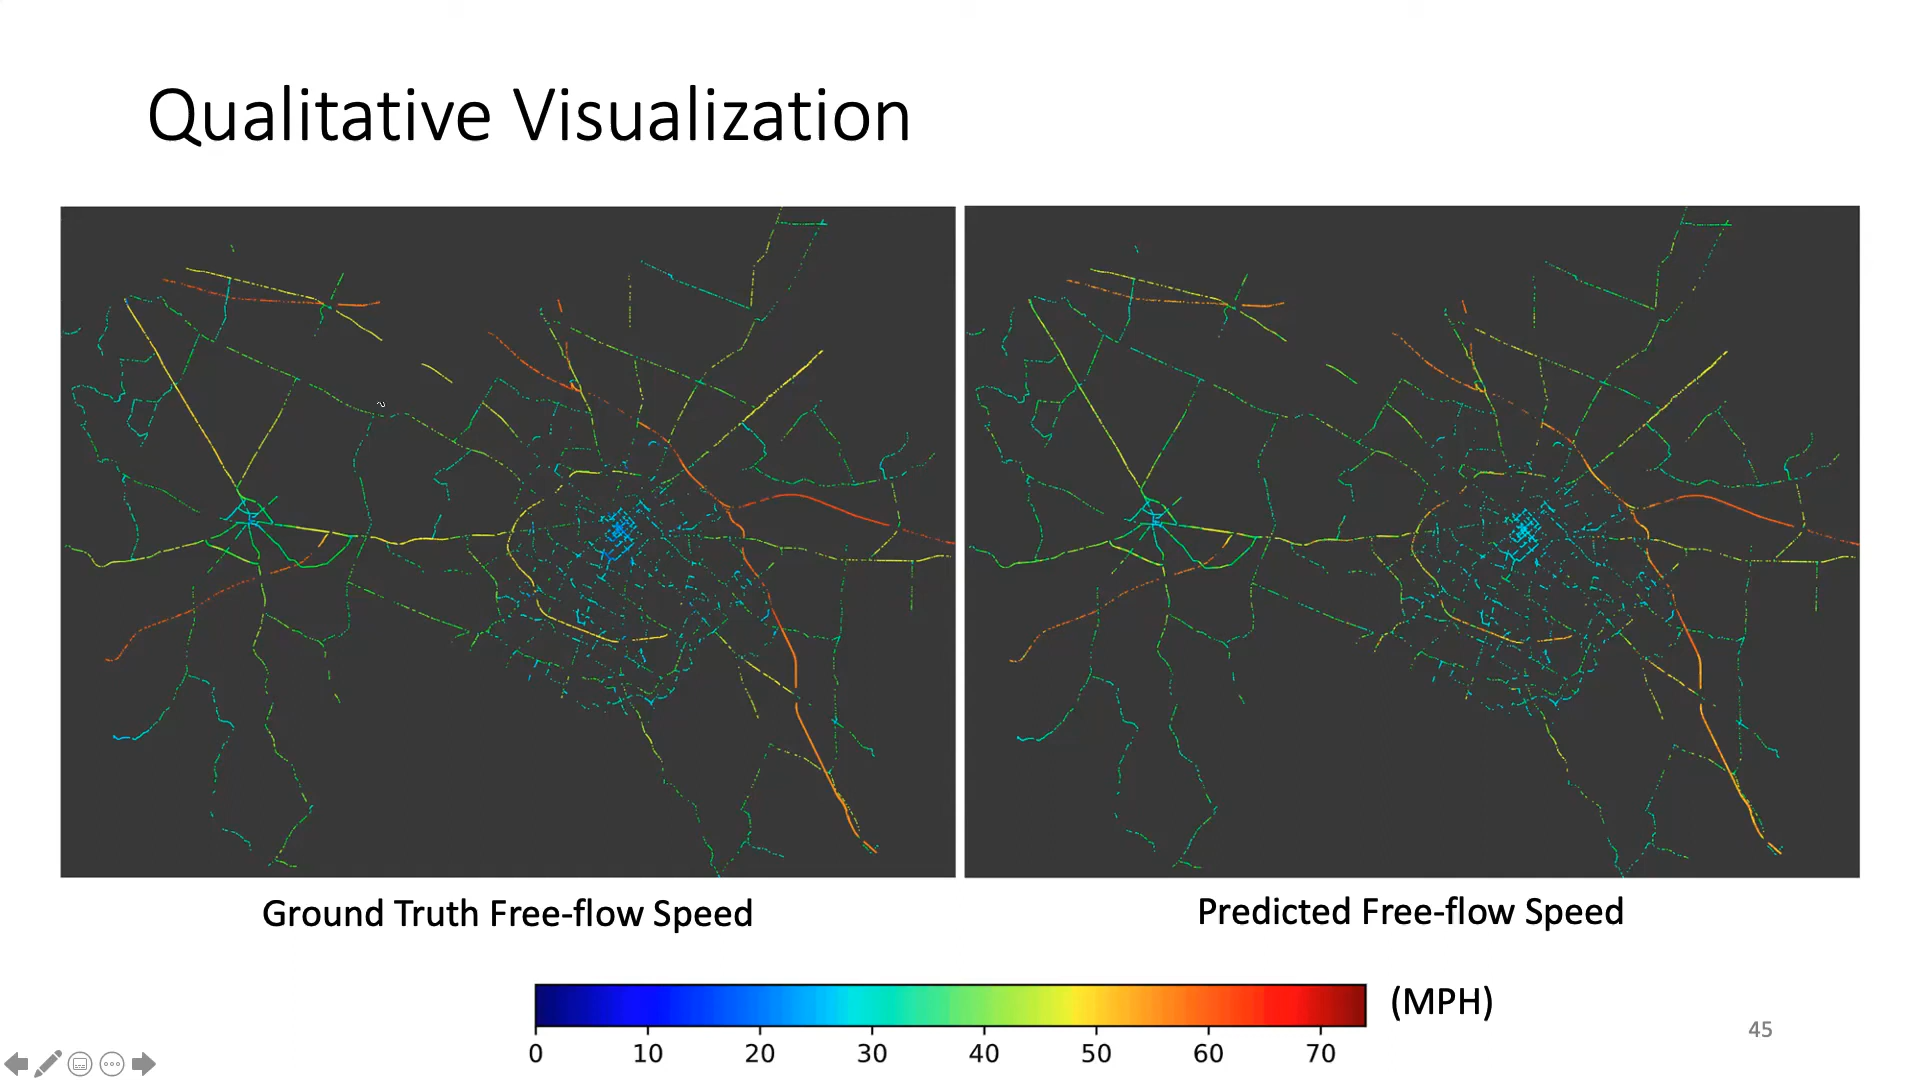 Qualitative Visualization
Ground Truth Free-flow Speed
Predicted Free-flow Speed
(MPH)
0 10 20 30 40 50 60 70
45